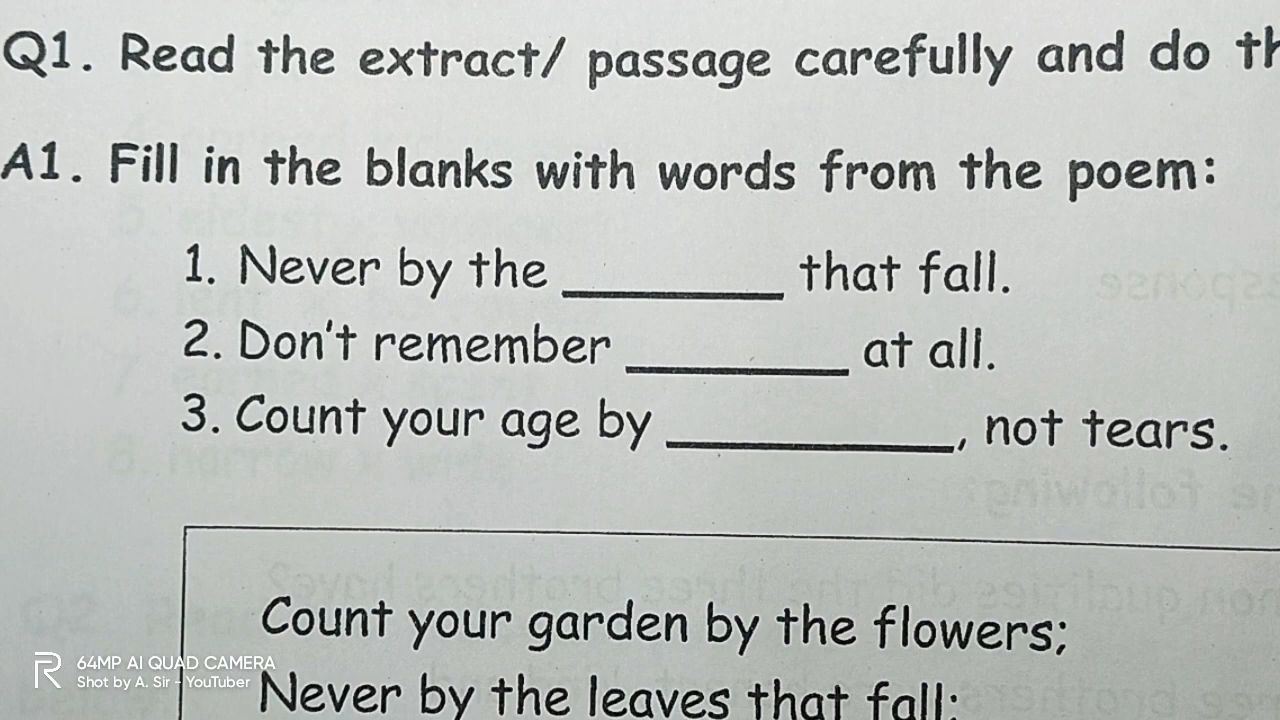 Q1. Read the extract/ passage carefully and do th
A1. Fill in the blanks with words from the poem:
1. Never by the ________ that fall.
2. Don't remember ________ at all.
3. Count your age by __________, not tears.
Count your garden by the flowers;
Never by the leaves that fall;
64MP AI QUAD CAMERA
Shot by A. Sir - YouTuber